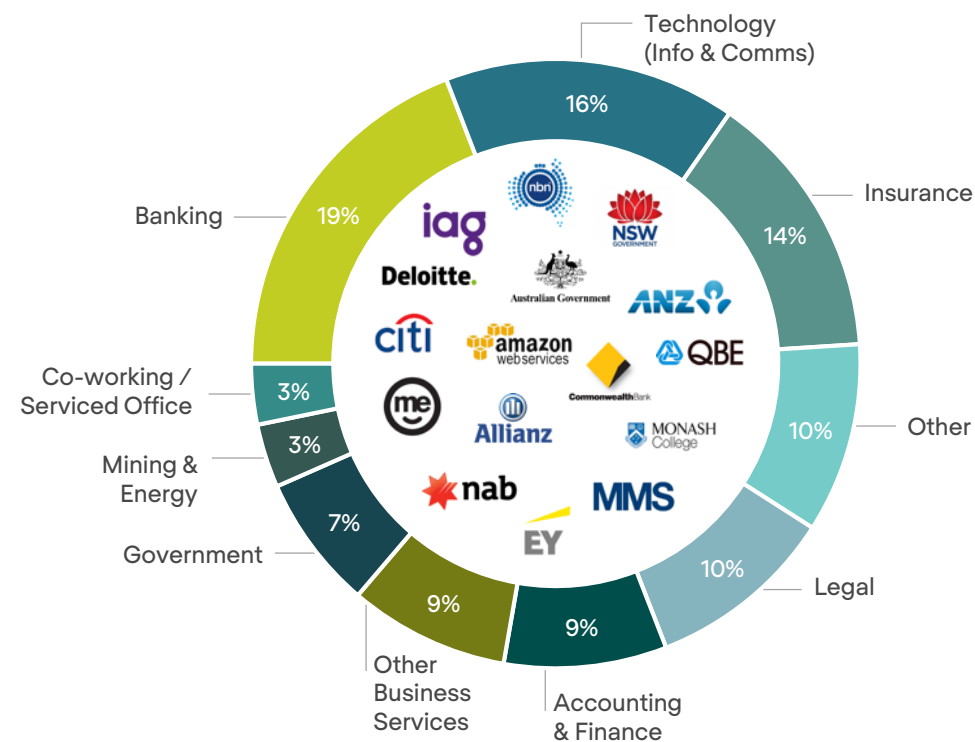 Technology
(Info & Comms)
16%
Insurance
14%
Banking
19%
nbn
iag
NSW
GOVERNMENT
Deloitte.
Australian Government
ANZ
citi
amazon
webservices
QBE
CommonwealthBank
Co-working /
Serviced Office
3%
me
Allianz
MONASH
College
Other
10%
Mining &
Energy
3%
nab
MMS
EY
Government
7%
Legal
10%
Other
Business
Services
9%
Accounting
& Finance
9%